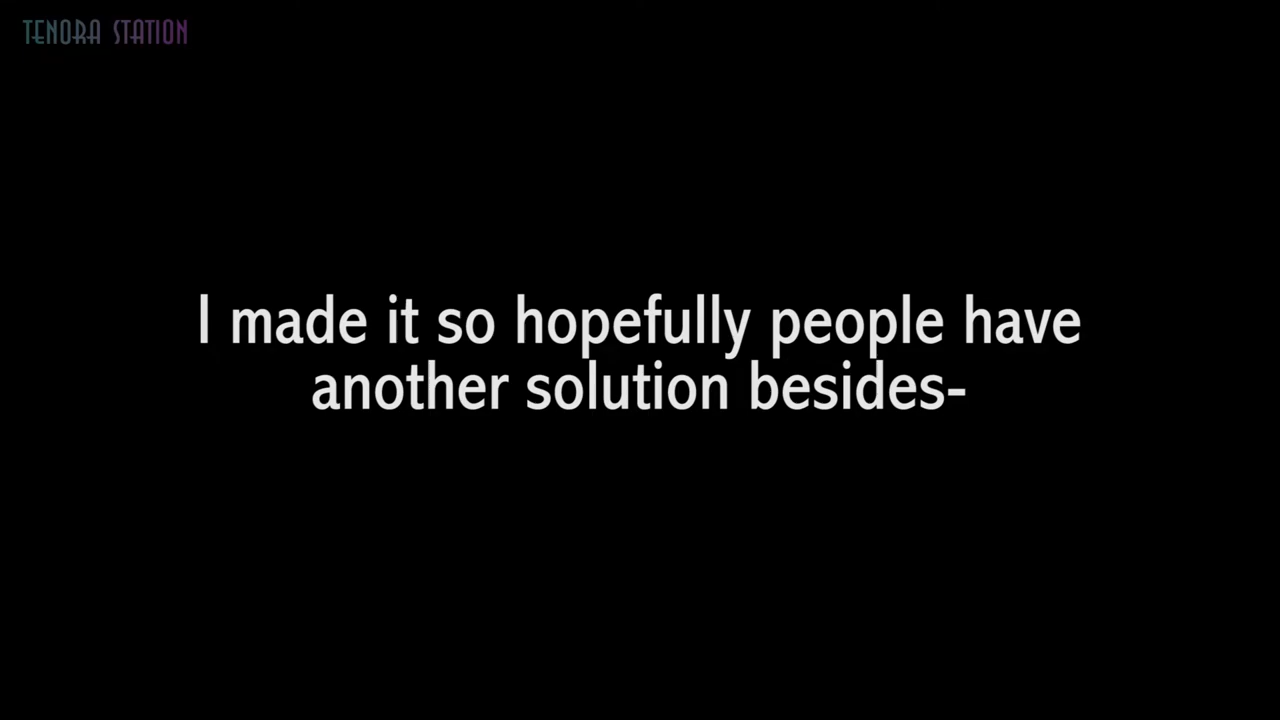 TENORA STATION
I made it so hopefully people have
another solution besides-